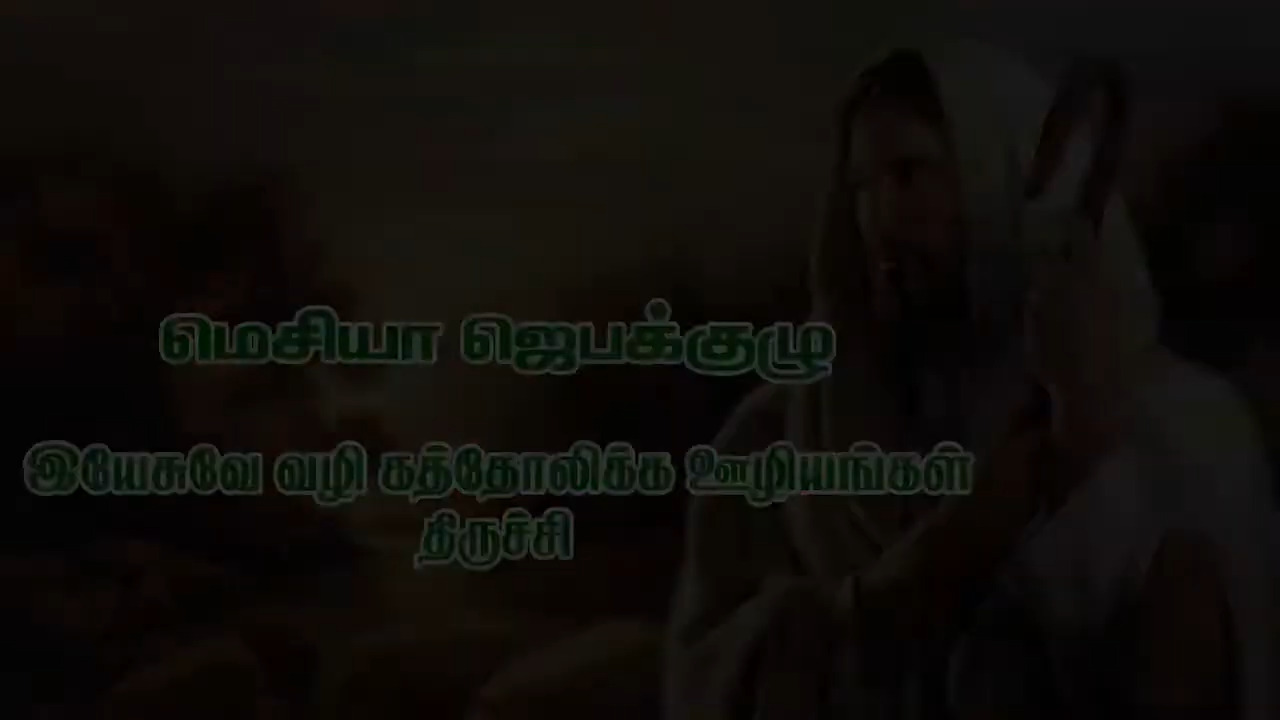 மெசியா ஜெபக்குழு
இயேசுவே வழி கத்தோலிக்க ஊழியங்கள்
திருச்சி